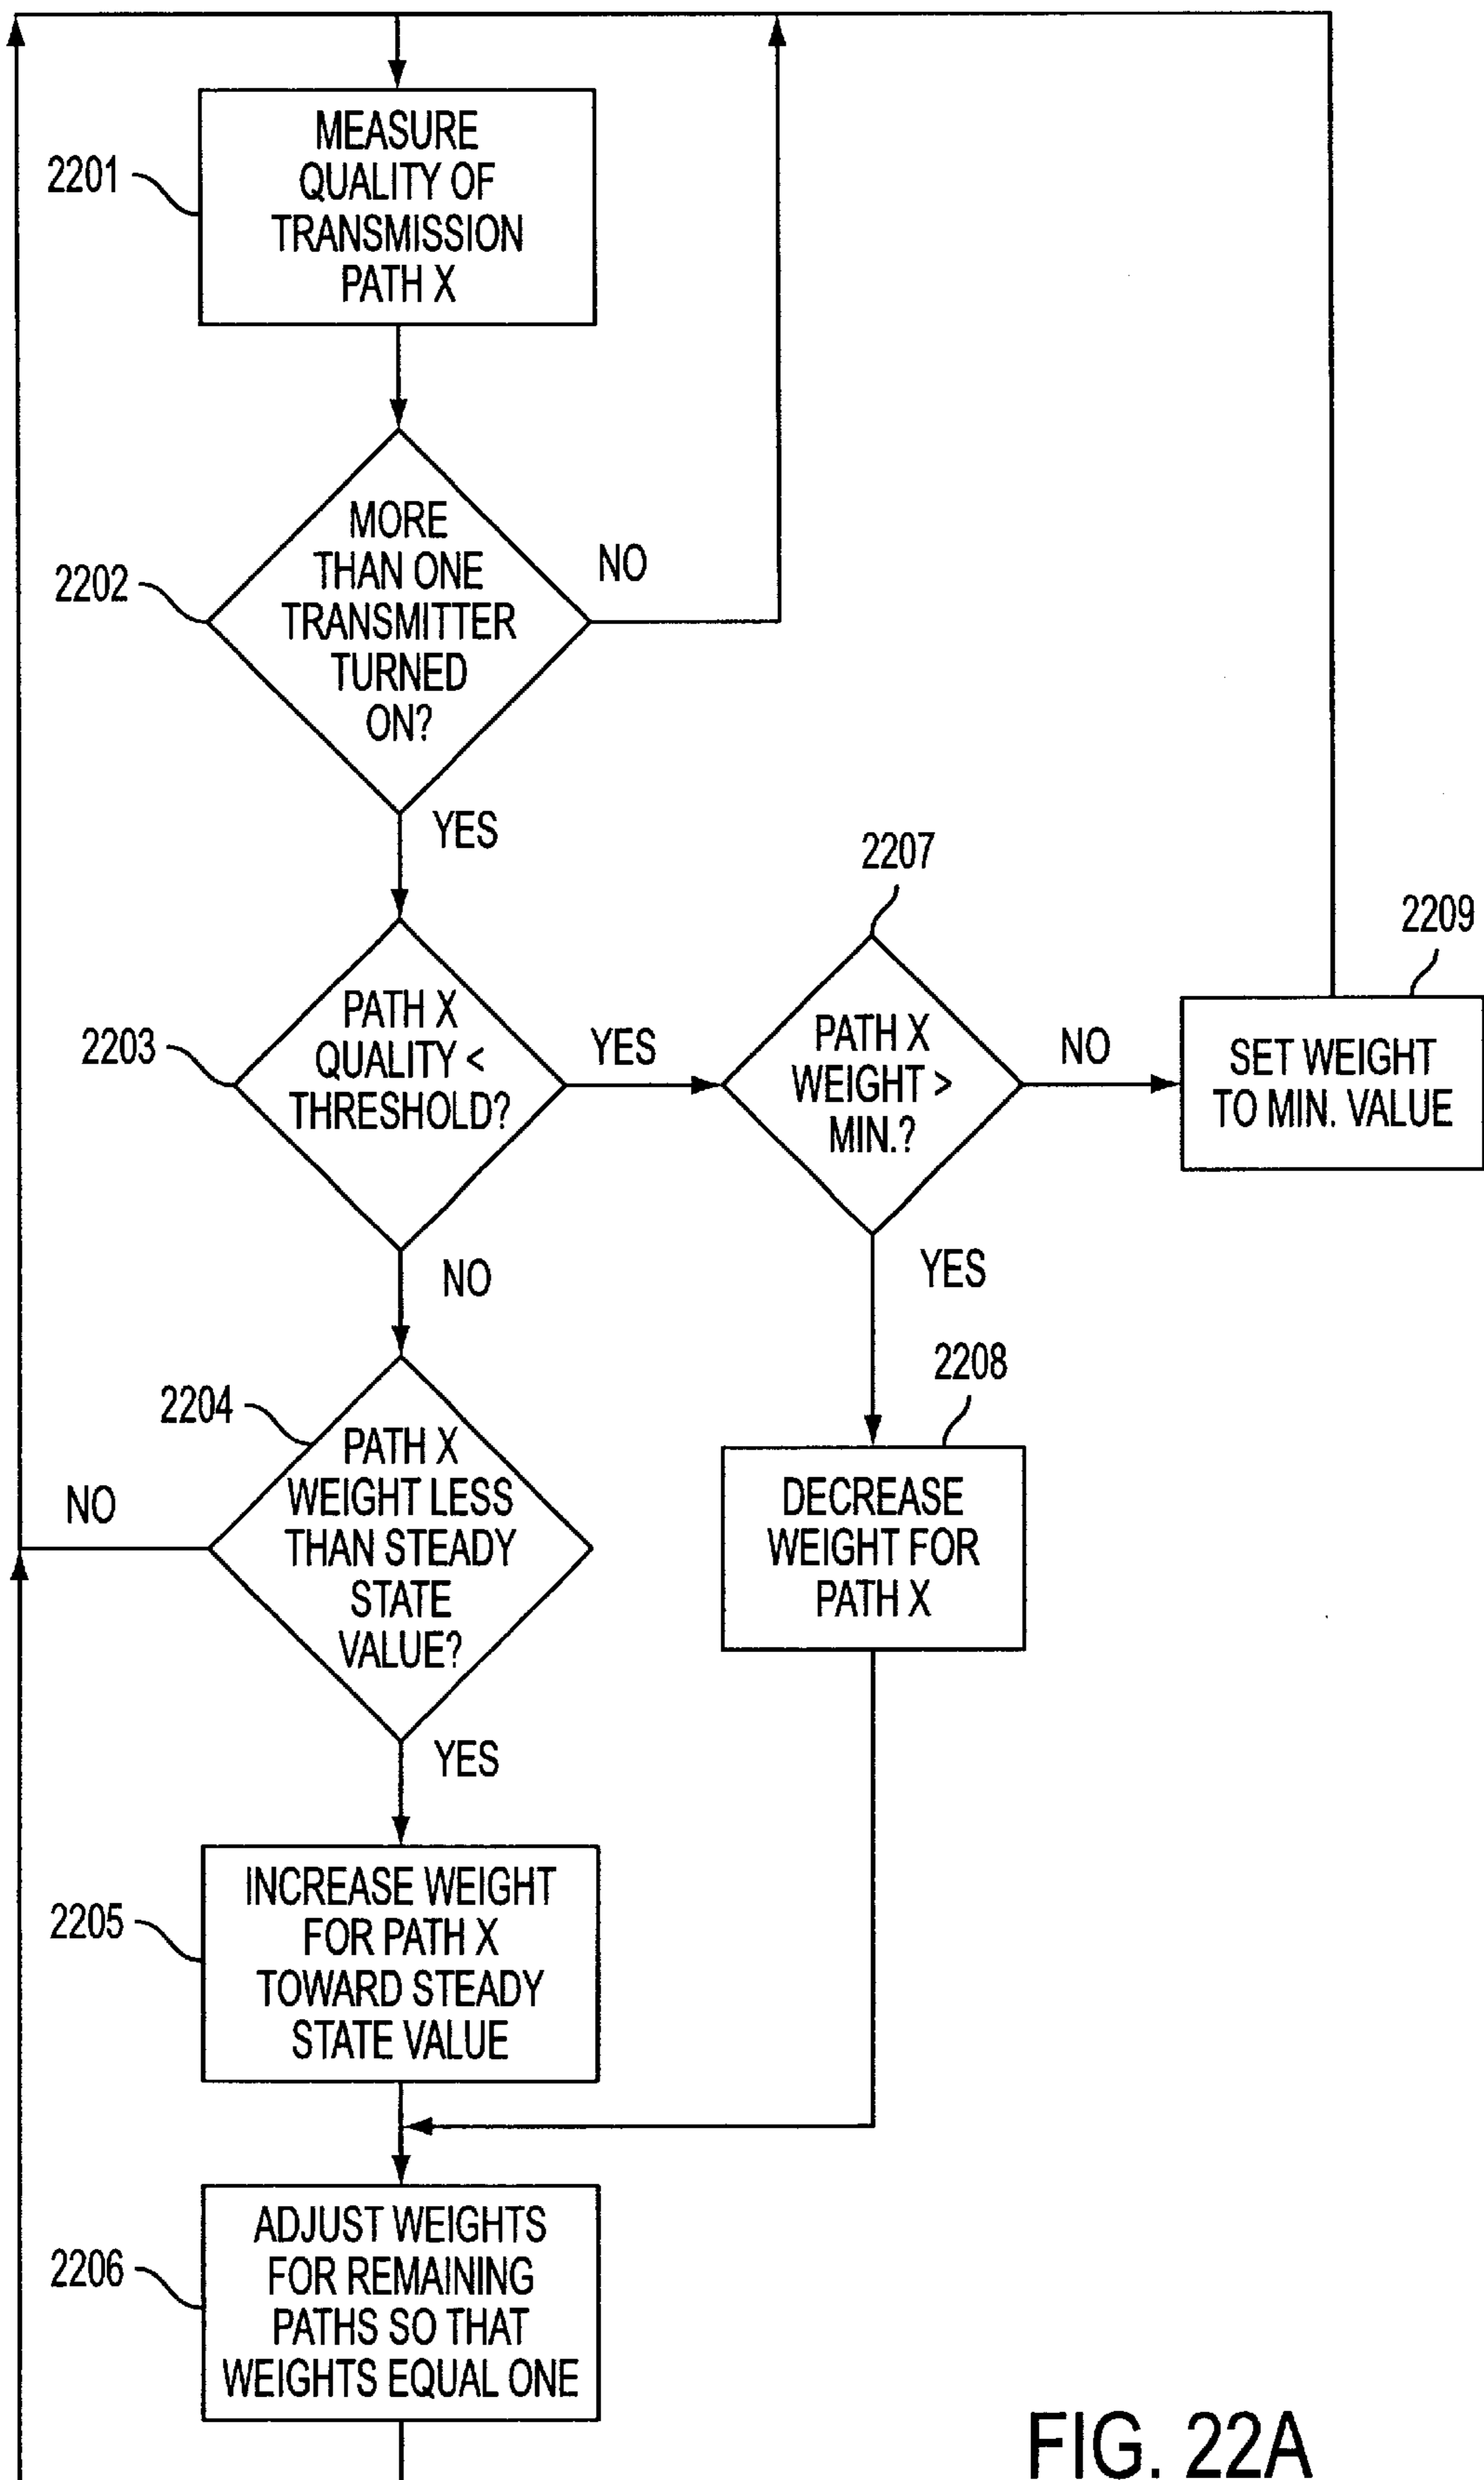 MEASURE
QUALITY OF
TRANSMISSION
PATH X
2201
MORE
THAN ONE
TRANSMITTER
TURNED
ON?
2202
NO
YES
PATH X
QUALITY <
THRESHOLD?
2203
YES
NO
2207
PATH X
WEIGHT >
MIN.?
NO
YES
2209
SET WEIGHT
TO MIN. VALUE
2204
PATH X
WEIGHT LESS
THAN STEADY
STATE
VALUE?
NO
YES
2208
DECREASE
WEIGHT FOR
PATH X
2205
INCREASE WEIGHT
FOR PATH X
TOWARD STEADY
STATE VALUE
2206
ADJUST WEIGHTS
FOR REMAINING
PATHS SO THAT
WEIGHTS EQUAL ONE
FIG. 22A